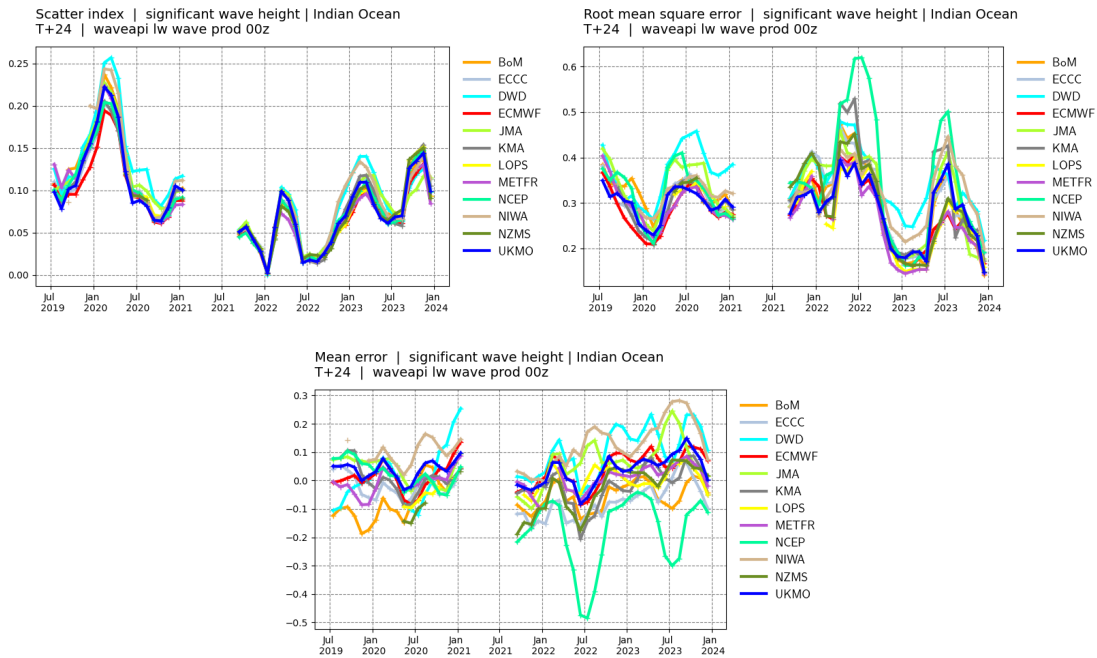 Scatter index | significant wave height | Indian Ocean
T+24 | waveapi lw wave prod 00z
0.25
0.20
0.15
0.10
0.05
0.00
Jul 2019
Jan 2020
Jul 2020
Jan 2021
Jul 2021
Jan 2022
Jul 2022
Jan 2023
Jul 2023
Jan 2024
BoM
ECCC
DWD
ECMWF
JMA
KMA
LOPS
METFR
NCEP
NIWA
NZMS
UKMO
Root mean square error | significant wave height | Indian Ocean
T+24 | waveapi lw wave prod 00z
0.6
0.5
0.4
0.3
0.2
Jul 2019
Jan 2020
Jul 2020
Jan 2021
Jul 2021
Jan 2022
Jul 2022
Jan 2023
Jul 2023
Jan 2024
BoM
ECCC
DWD
ECMWF
JMA
KMA
LOPS
METFR
NCEP
NIWA
NZMS
UKMO
Mean error | significant wave height | Indian Ocean
T+24 | waveapi lw wave prod 00z
0.3
0.2
0.1
0.0
−0.1
−0.2
−0.3
−0.4
−0.5
Jul 2019
Jan 2020
Jul 2020
Jan 2021
Jul 2021
Jan 2022
Jul 2022
Jan 2023
Jul 2023
Jan 2024
BoM
ECCC
DWD
ECMWF
JMA
KMA
LOPS
METFR
NCEP
NIWA
NZMS
UKMO